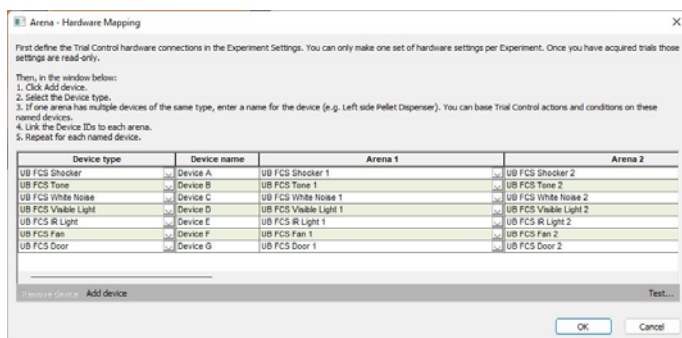 Arena - Hardware Mapping
First define the Trial Control hardware connections in the Experiment Settings. You can only make one set of hardware settings per Experiment. Once you have acquired trials those
settings are read-only.
Then, in the window below:
1. Click Add device.
2. Select the Device type.
3. If one arena has multiple devices of the same type, enter a name for the device (e.g. Left side Pellet Dispenser). You can base Trial Control actions and conditions on these
named devices.
4. Link the Device IDs to each arena.
5. Repeat for each named device.
Device type Device name Arena 1 Arena 2
UB FCS Shocker Device A UB FCS Shocker 1 UB FCS Shocker 2
UB FCS Tone Device B UB FCS Tone 1 UB FCS Tone 2
UB FCS White Noise Device C UB FCS White Noise 1 UB FCS White Noise 2
UB FCS Visible Light Device D UB FCS Visible Light 1 UB FCS Visible Light 2
UB FCS IR Light Device E UB FCS IR Light 1 UB FCS IR Light 2
UB FCS Fan Device F UB FCS Fan 1 UB FCS Fan 2
UB FCS Door Device G UB FCS Door 1 UB FCS Door 2
Remove device Add device Test...
OK Cancel